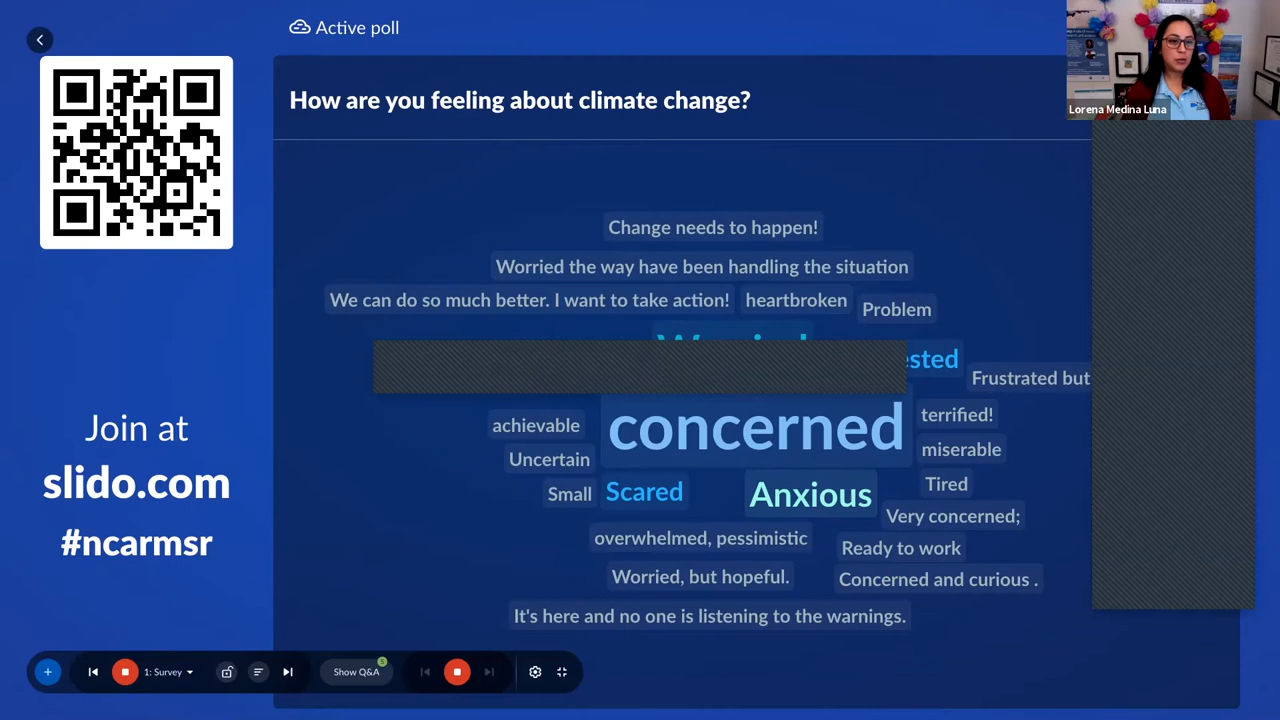 Active poll
Lorena Medina Luna
How are you feeling about climate change?
Change needs to happen!
Worried the way have been handling the situation
We can do so much better. I want to take action!
heartbroken
Problem
Frustrated but
achievable
concerned
terrified!
Uncertain
miserable
Small
Scared
Anxious
Tired
Very concerned;
overwhelmed, pessimistic
Ready to work
Worried, but hopeful.
Concerned and curious .
It's here and no one is listening to the warnings.
Join at
slido.com
#ncarmsr
1: Survey
Show Q&A
5